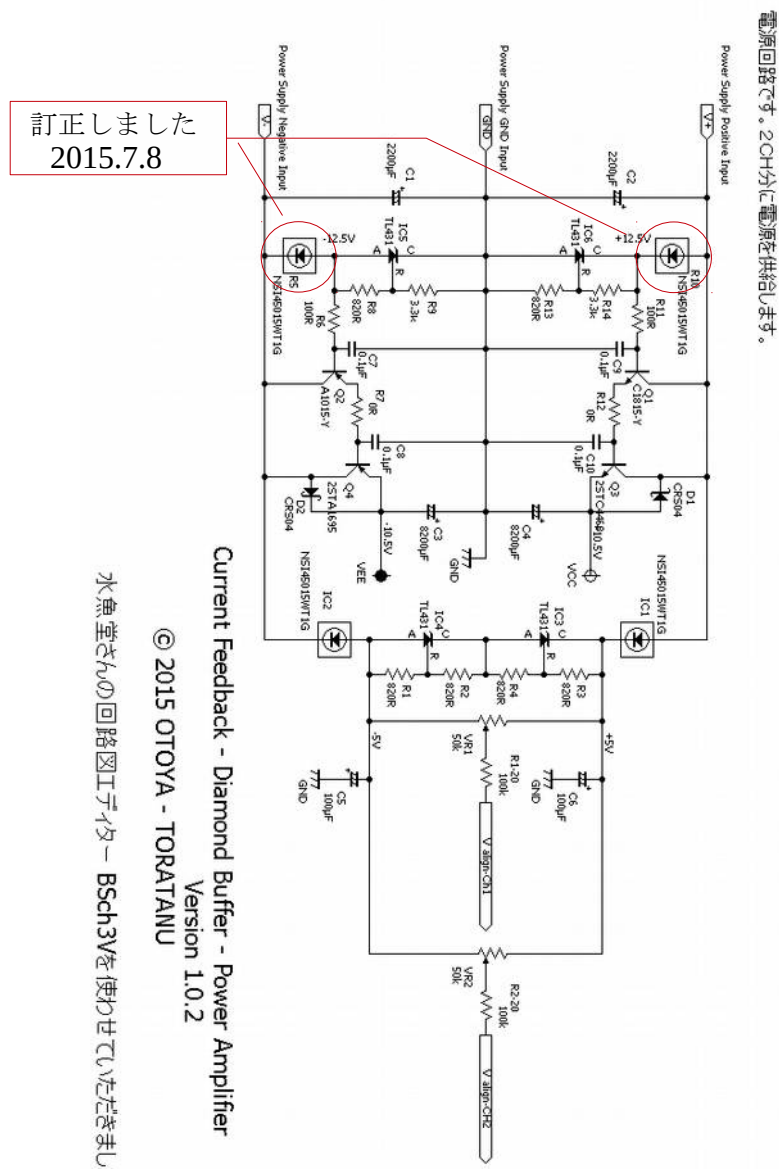 電源回路です。2CH分に電源を供給します。
訂正しました
2015.7.8
Power Supply Positive Input
V+
Power Supply GND Input
GND
Power Supply Negative Input
V-
C2
2200μF
C1
2200μF
R10
NSI45015WT1G
+12.5V
IC6
TL431
C
A
R
IC5
TL431
C
A
R
-12.5V
R5
NSI45015WT1G
R11
100R
R14
3.3k
R13
820R
R9
3.3k
R8
820R
R6
100R
C9
0.1μF
C7
0.1μF
Q1
C1815-Y
R12
0R
R7
0R
Q2
A1015-Y
C10
0.1μF
C8
0.1μF
Q3
Q4
2STA1695
D1
CRS04
D2
CRS04
C4
8200μF
C3
8200μF
+10.5V
VCC
GND
-10.5V
VEE
NSI45015WT1G
IC1
NSI45015WT1G
IC2
IC3
TL431
C
A
R
IC4
TL431
C
A
R
R3
820R
R4
820R
R2
820R
R1
820R
+5V
-5V
VR1
50k
R1-20
100k
V align-Ch1
C6
100μF
GND
C5
100μF
GND
VR2
50k
R2-20
100k
V align-CH2
Current Feedback - Diamond Buffer - Power Amplifier
Version 1.0.2
© 2015 OTOYA - TORATANU
水魚堂さんの回路図エディター BSch3Vを使わせていただきまし